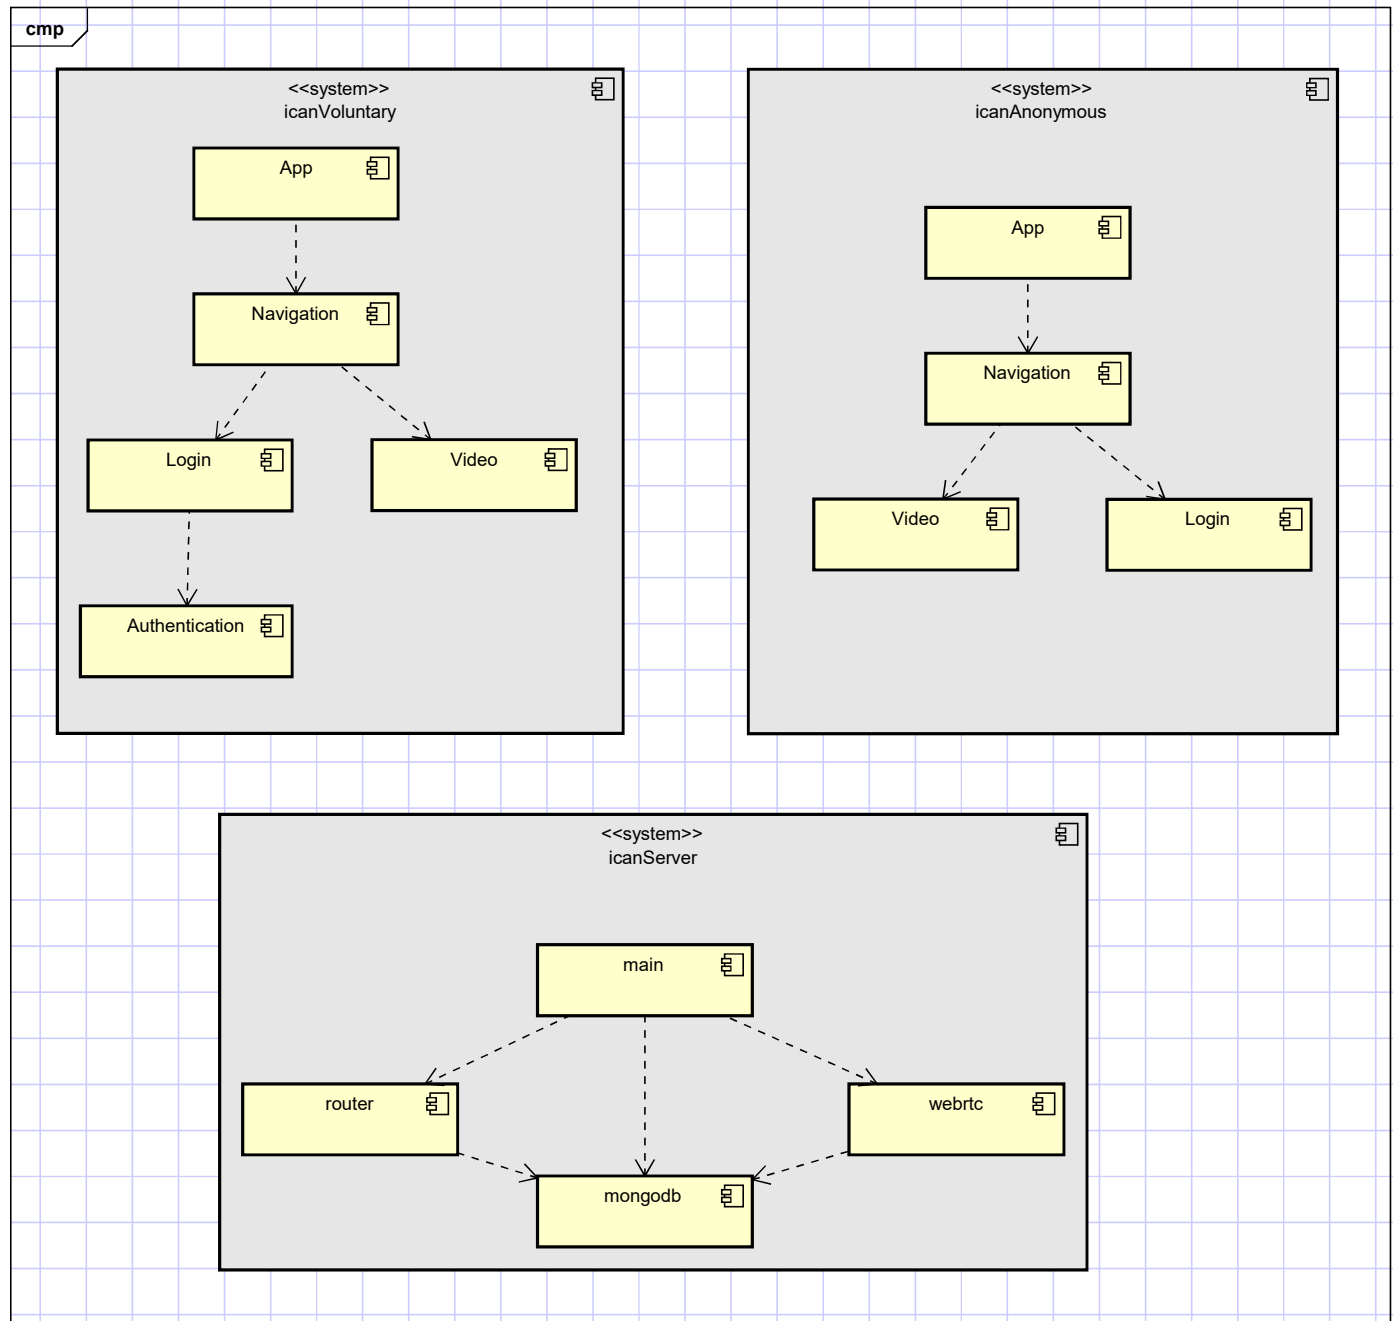 cmp
<<system>>
icanVoluntary
App
Navigation
Login
Video
Authentication
<<system>>
icanAnonymous
App
Navigation
Video
Login
<<system>>
icanServer
main
router
webrtc
mongodb